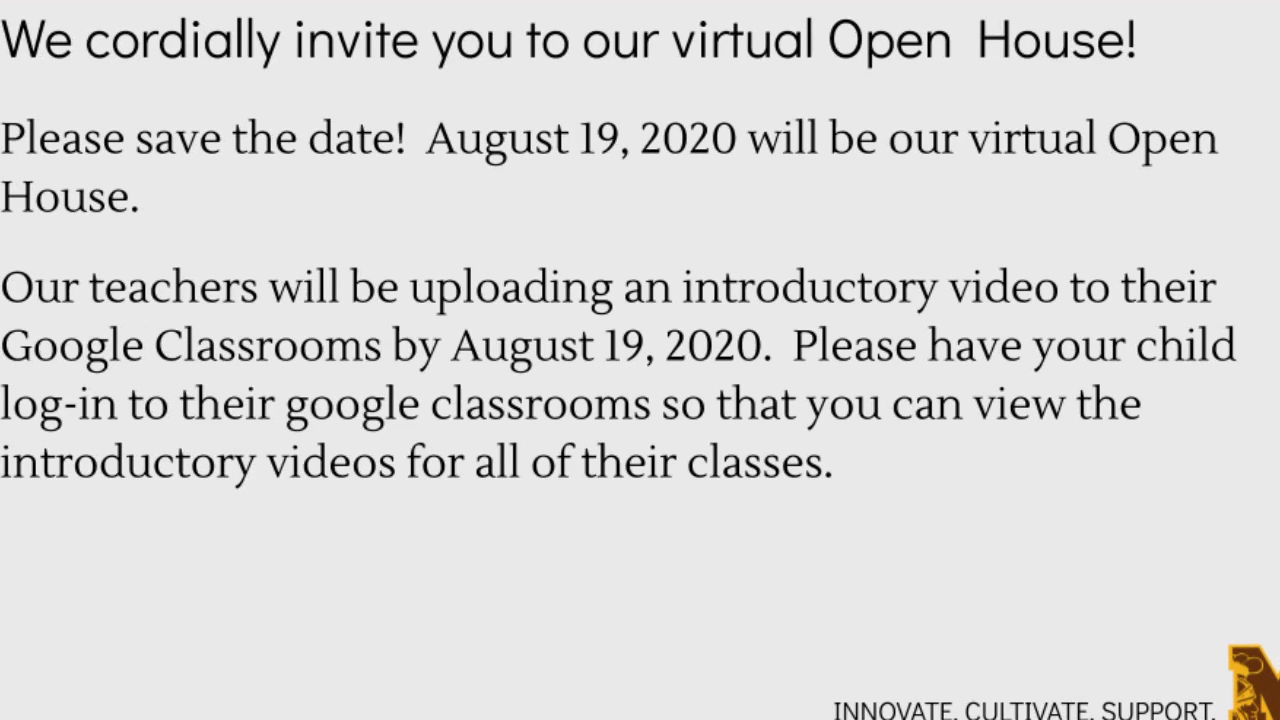 We cordially invite you to our virtual Open  House!
Please save the date!  August 19, 2020 will be our virtual Open
House.
Our teachers will be uploading an introductory video to their
Google Classrooms by August 19, 2020.  Please have your child
log-in to their google classrooms so that you can view the
introductory videos for all of their classes.
INNOVATE. CULTIVATE. SUPPORT.